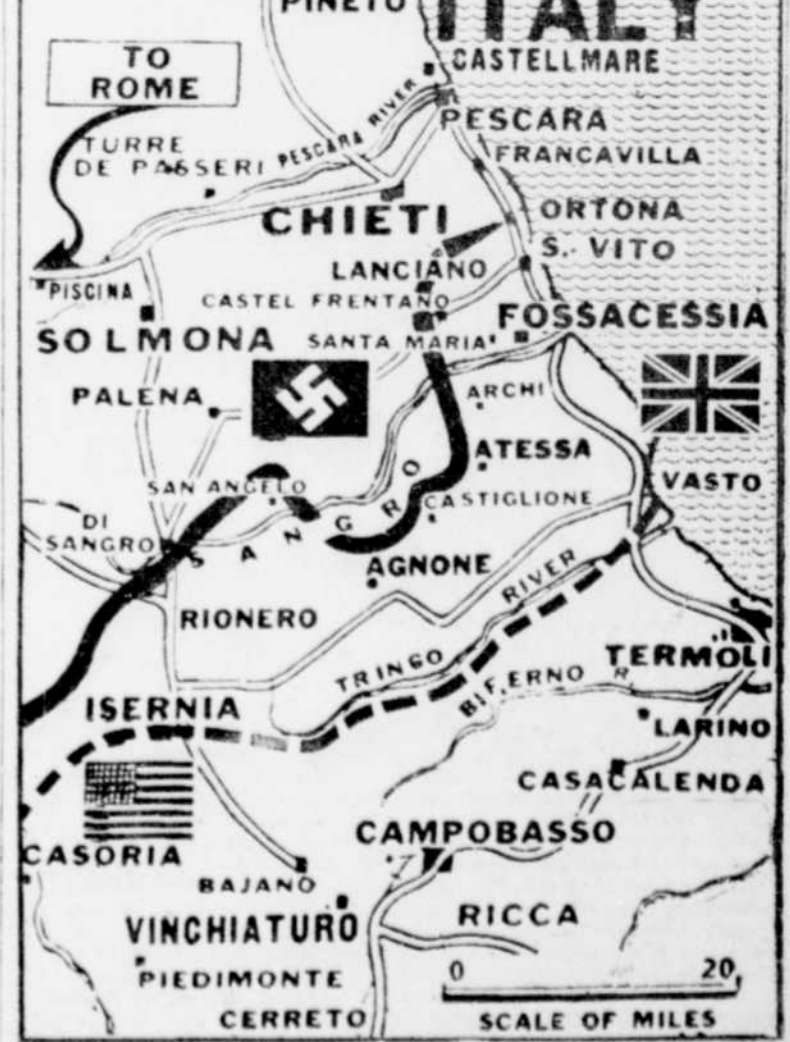 PINETO
ITALY
TO
ROME
CASTELLMARE
PESCARA RIVER
PESCARA
TURRE
DE PASSERI
FRANCAVILLA
CHIETI
ORTONA
S. VITO
LANCIANO
PISCINA
CASTEL FRENTANO
SOLMONA
SANTA MARIA
FOSSACESSIA
PALENA
ARCHI
ATESSA
SAN ANGELO
CASTIGLIONE
VASTO
DI
SANGRO
SANGRO
AGNONE
RIVER
RIONERO
TRINGO
TERMOLI
BIFERNO R
ISERNIA
LARINO
CASACALENDA
CASORIA
CAMPOBASSO
BAJANO
VINCHIATURO
RICCA
PIEDIMONTE
0 20
CERRETO
SCALE OF MILES